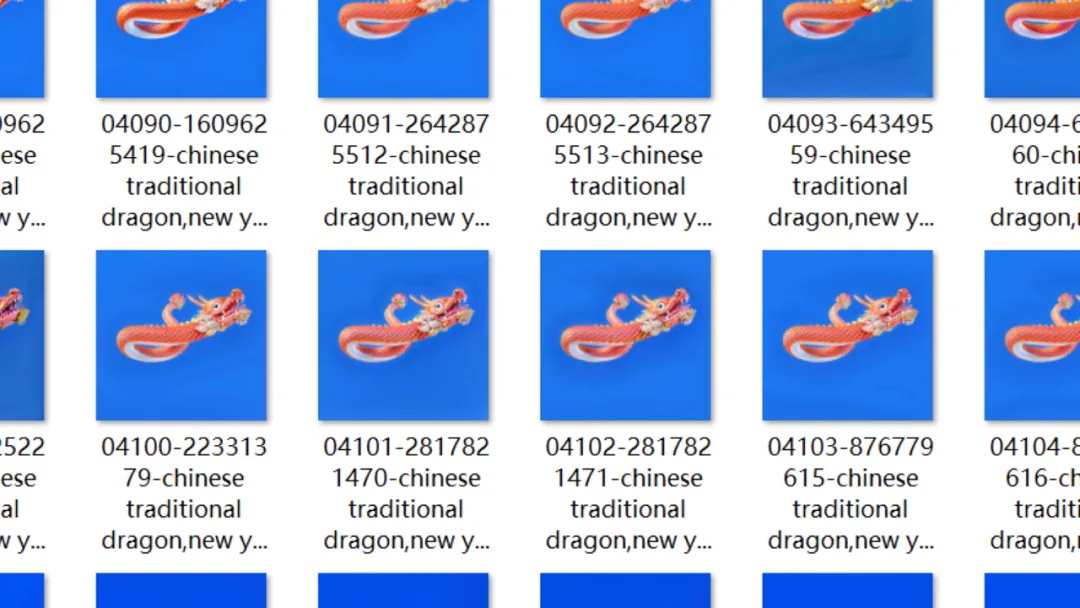 0962 04090-160962 04091-264287 04092-264287 04093-643495 04094-6
ese 5419-chinese 5512-chinese 5513-chinese 59-chinese 60-chi
al traditional traditional traditional traditional traditi
w y... dragon,new y... dragon,new y... dragon,new y... dragon,new y... dragon,n
2522 04100-223313 04101-281782 04102-281782 04103-876779 04104-8
ese 79-chinese 1470-chinese 1471-chinese 615-chinese 616-ch
al traditional traditional traditional traditional traditi
w y... dragon,new y... dragon,new y... dragon,new y... dragon,new y... dragon,n